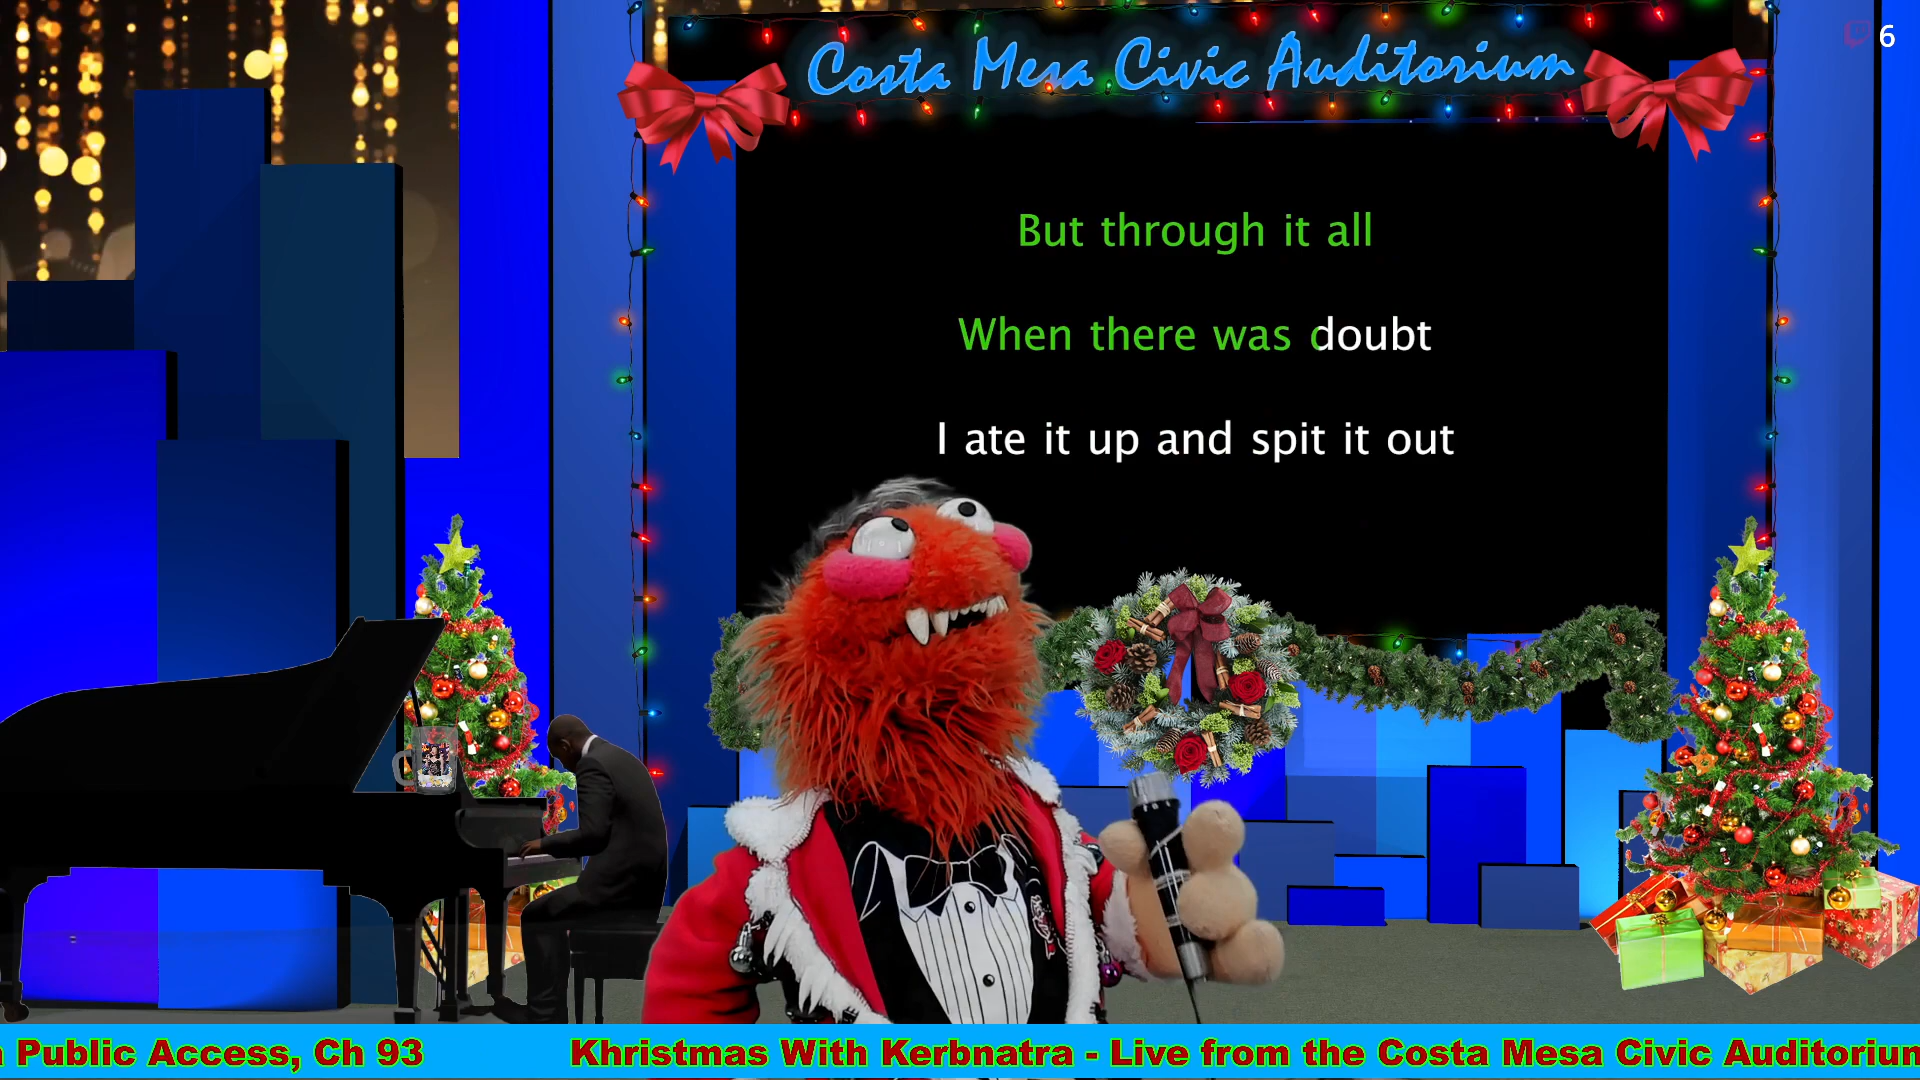 Costa Mesa Civic Auditorium
6
But through it all
When there was doubt
I ate it up and spit it out
Public Access, Ch 93
Khristmas With Kerbnatra - Live from the Costa Mesa Civic Auditorium